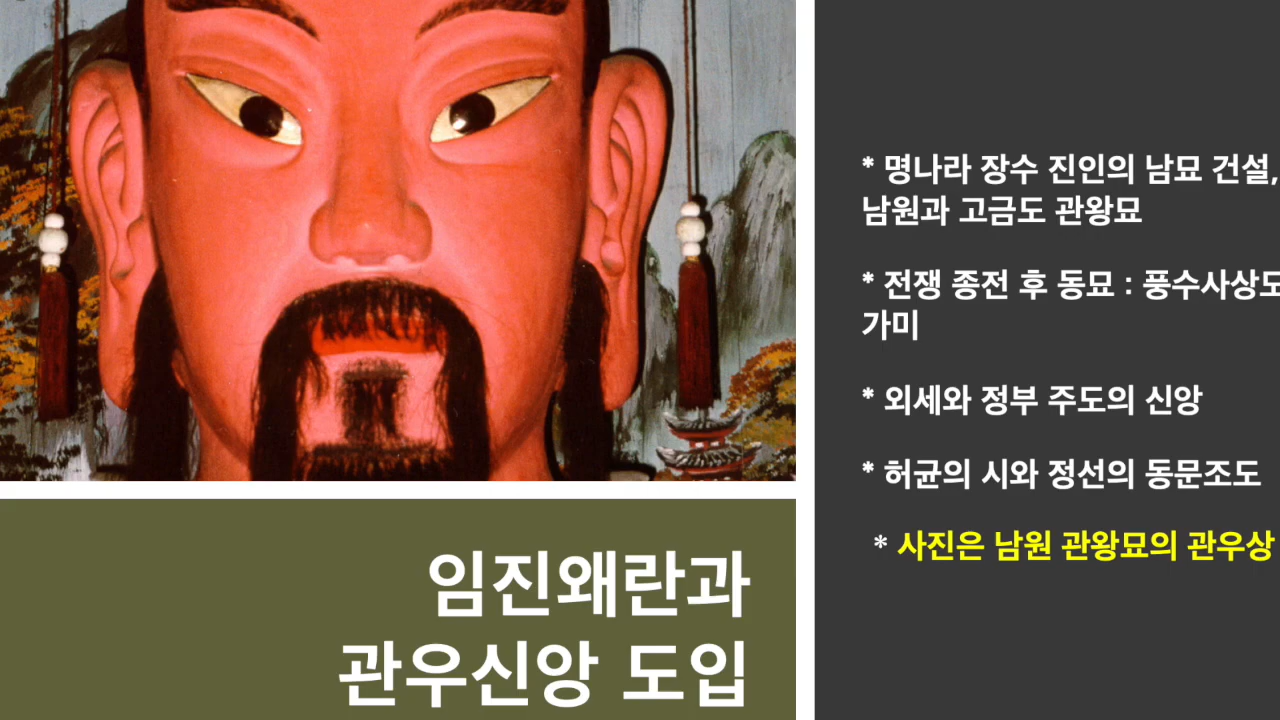 * 명나라 장수 진인의 남묘 건설,
남원과 고금도 관왕묘
* 전쟁 종전 후 동묘 : 풍수사상도
가미
* 외세와 정부 주도의 신앙
* 허균의 시와 정선의 동문조도
* 사진은 남원 관왕묘의 관우상
임진왜란과
관우신앙 도입